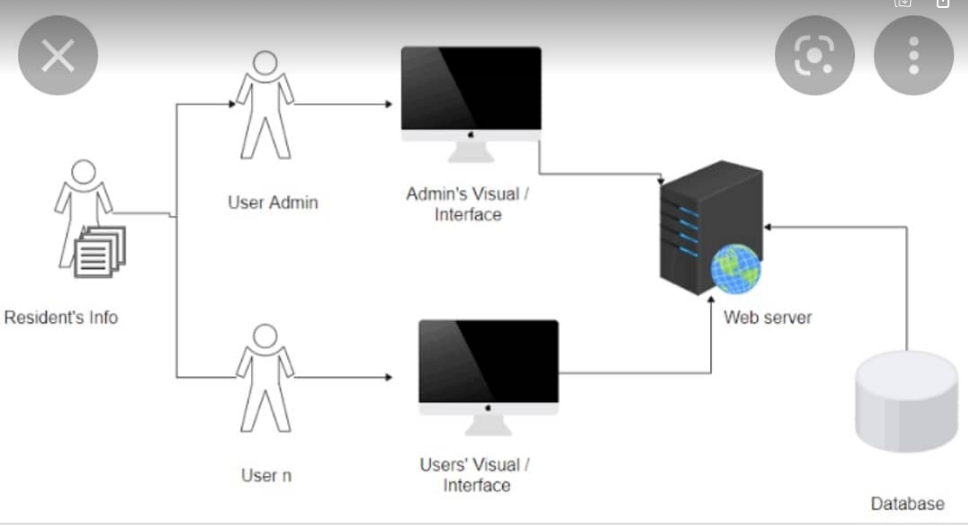 User Admin
Admin's Visual /
Interface
Resident's Info
Web server
User n
Users' Visual /
Interface
Database